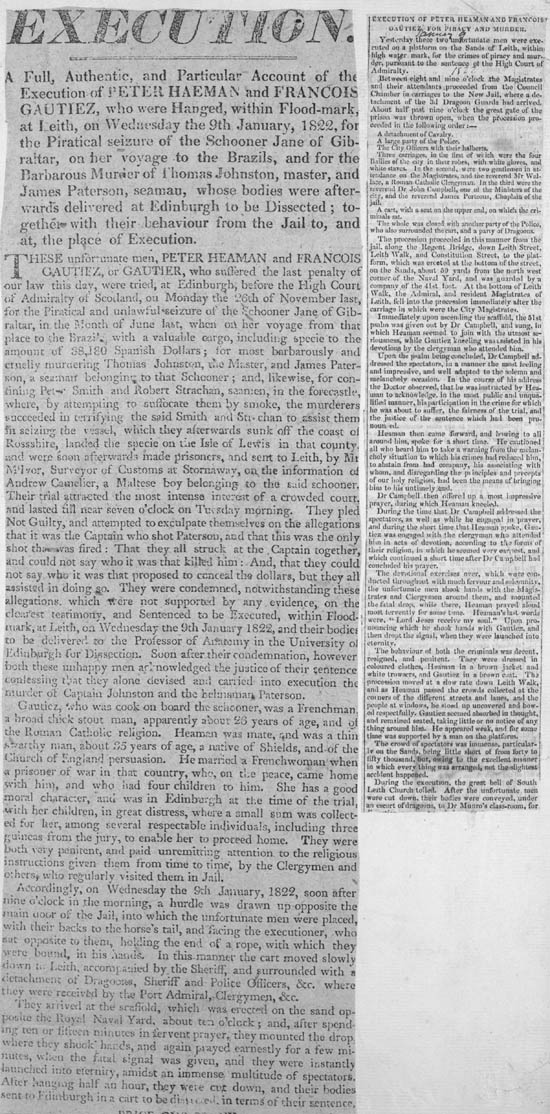 EXECUTION.
A Full, Authentic, and Particular Account of the
Execution of PETER HAEMAN and FRANCOIS
GAUTIEZ, who were Hanged, within Flood-mark,
at Leith, on Wednesday the 9th January, 1822, for
the Piratical seizure of the Schooner Jane of Gib-
raltar, on her voyage to the Brazils, and for the
Barbarous Murder of Thomas Johnston, master, and
James Paterson, seaman, whose bodies were after-
wards delivered at Edinburgh to be Dissected; to-
gether with their behaviour from the Jail to, and
at, the place of Execution.
THESE unfortunate men, PETER HEAMAN and FRANCOIS
GAUTIEZ, or GAUTIER, who suffered the last penalty of
our law this day, were tried, at Edinburgh, before the High Court
of Admiralty of Scotland, on Monday the 26th of November last,
for the Piratical and unlawful seizure of the Schooner Jane of Gib-
raltar, in the Month of June last, when on her voyage from that
place to the Brazils, with a valuable cargo, including specie to the
amount of 38,180 Spanish Dollars; for most barbarously and
cruelly murdering Thomas Johnston, the Master, and James Pater-
son, a seaman belonging to that Schooner; and, likewise, for con-
fining Peter Smith and Robert Strachan, seamen, in the forecastle,
where, by attempting to suffocate them by smoke, the murderers
succeeded in terrifying the said Smith and Strachan to assist them
in seizing the vessel, which they afterwards sunk off the coast of
Rossshire, landed the specie on the Isle of Lewis in that county
and were soon afterwards made prisoners, and sent to Leith, by Mr
M'Ivor, Surveyor of Customs at Stornaway, on the information of
Andrew Camelier, a Maltese boy belonging to the said schooner.
Their trial attracted the most intense interest of a crowded court,
and lasted till near seven o'clock on Tuesday morning. They pled
Not Guilty, and attempted to exculpate themselves on the allegations
that it was the Captain who shot Paterson, and that this was the only
shot that was fired: That they all struck at the Captain together,
and could not say who it was that killed him: And, that they could
not say who it was that proposed to conceal the dollars, but they all
assisted in doing so. They were condemned, notwithstanding these
allegations, which were not supported by any evidence, on the
clearest testimony, and Sentenced to be Executed, within Flood-
mark, at Leith, on Wednesday the 9th January 1822, and their bodies
to be delivered to the Professor of Anatomy in the University of
Edinburgh for Dissection. Soon after their condemnation, however
both these unhappy men acknowledged the justice of their sentence
confessing that they alone devised and carried into execution the
murder of Captain Johnston and the helmsman Paterson.
Gautiez, who was cook on board the schooner, was a Frenchman,
a broad thick stout man, apparently about 26 years of age, and of
the Roman Catholic religion. Heaman was mate, and was a thin
swarthy man, about 35 years of age, a native of Shields, and of the
Church of England persuasion. He married a Frenchwoman when
a prisoner of war in that country, who, on the peace, came home
with him, and who had four children to him. She has a good
moral character, and was in Edinburgh at the time of the trial,
with her children, in great distress, where a small sum was collect-
ed for her, among several respectable individuals, including three
guineas from the jury, to enable her to proceed home. They were
both very penitent, and paid unremitting attention to the religious
instructions given them from time to time, by the Clergymen and
others, who regularly visited them in Jail.
Accordingly, on Wednesday the 9th January, 1822, soon after
nine o'clock in the morning, a hurdle was drawn up opposite the
main door of the Jail, into which the unfortunate men were placed,
with their backs to the horse's tail, and facing the executioner, who
sat opposite to them, holding the end of a rope, with which they
were bound, in his hands. In this manner the cart moved slowly
down to Leith, accompanied by the Sheriff, and surrounded with a
detachment of Dragoons, Sheriff and Police Officers, &c. where
they were received by the Port Admiral, Clergymen, &c.
They arrived at the scaffold, which was erected on the sand op-
posite the Royal Naval Yard, about ten o'clock; and, after spend-
ing ten or fifteen minutes in fervent prayer, they mounted the drop
where they shook hands, and again prayed earnestly for a few mi-
nutes, when the fatal signal was given, and they were instantly
launched into eternity, amidst an immense multitude of spectators.
After hanging half an hour, they were cut down, and their bodies
sent to Edinburgh in a cart to be disposed, in terms of their sentence.
EXECUTION OF PETER HEAMAN AND FRANCOIS
GAUTIEZ, FOR PIRACY AND MURDER.
Yesterday these two unfortunate men were exe-
cuted on a platform on the Sands of Leith, within
high water mark, for the crimes of piracy and mur-
der, pursuant to the sentence of the High Court of
Admiralty.
Between eight and nine o'clock the Magistrates
and their attendants proceeded from the Council
Chamber in carriages to the New Jail, where a de-
tachment of the 3d Dragoon Guards had arrived.
About half past nine o'clock the great gate of the
prison was thrown open, when the procession pro-
ceeded in the following order:—
A detachment of Cavalry.
A large party of the Police.
The City Officers with their halberts.
Three carriages, in the first of which were the four
Baillies of the city in their robes, with white gloves, and
white staves. In the second, were two gentlemen in at-
tendance on the Magistrates, and the reverend Mr Wal-
lace, a Roman Catholic Clergyman. In the third were the
reverend Dr John Campbell, one of the Ministers of the
city, and the reverend James Porteous, Chaplain of the
jail.
A cart, with a seat on the upper end, on which the cri-
minals sat.
The whole was closed with another party of the Police,
who also surrounded the cart, and a party of Dragoons.
The procession proceeded in this manner from the
jail, along the Regent Bridge, down Leith Street,
Leith Walk, and Constitution Street, to the plat-
form, which was erected at the bottom of the street,
on the Sands, about 50 yards from the north west
corner of the Naval Yard, and was guarded by a
company of the 41st foot. At the bottom of Leith
Walk, the Admiral, and resident Magistrates of
Leith, fell into the procession immediately after the
carriage in which were the City Magistrates.
Immediately upon ascending the scaffold, the 51st
psalm was given out by Dr Campbell, and sung, in
which Heaman seemed to join with the utmost se-
riousness, while Gautiez kneeling was assisted in his
devotions by the clergyman who attended him.
Upon the psalm being concluded, Dr Campbell ad-
dressed the spectators, in a manner the most feeling
and impressive, and well adapted to the solemn and
melancholy occasion. In the course of his address
the Doctor observed, that he was instructed by Hea-
man to acknowledge, in the most public and unqua-
lified manner, his participation in the crime for which
he was about to suffer, the fairness of the trial, and
the justice of the sentence which had been pro-
nounced.
Heaman then came forward, and bowing to all
around him, spoke for a short time. He cautioned
all who heard him to take a warning from the melan-
choly situation to which his crimes had reduced him,
to abstain from bad company, his associating with
whom, and disregarding the principles and precepts
of our holy religion, had been the means of bringing
him to his untimely end.
Dr Campbell then offered up a most impressive
prayer, during which Heaman kneeled.
During the time that Dr Campbell addressed the
spectators, as well as while he engaged in prayer,
and during the short time that Heaman spoke, Gau-
tiez was engaged with the clergyman who attended
him in acts of devotion, according to the forms of
their religion, in which he seemed very earnest, and
which continued a short time after Dr Campbell had
concluded his prayer.
The devotional exercises over, which were con-
ducted throughout with much fervour and solemnity,
the unfortunate men shook hands with the Magis-
trates and Clergymen around them, and mounted
the fatal drop, while there, Heaman prayed aloud
most fervently for some time. Heaman's last words
were, "Lord Jesus receive my soul." Upon pro-
nouncing which he shook hands with Gautiez, and
then dropt the signal, when they were launched into
eternity.
The behaviour of both the criminals was decent,
resigned, and penitent. They were dressed in
coloured clothes, Heaman in a brown jacket and
white trowsers, and Gautiez in a brown coat. The
procession moved at a slow rate down Leith Walk,
and as Heaman passed the crowds collected at the
corners of the different streets and lanes, and the
people at windows, he stood up uncovered and bow-
ed respectfully. Gautiez seemed absorbed in thought,
and remained seated, taking little or no notice of any
thing around him. He appeared weak, and for some
time was supported by a man on the platform.
The crowd of spectators was immense, particular-
ly on the Sands, being little short of from forty to
fifty thousand, but, owing to the excellent manner
in which every thing was arranged, not the slightest
accident happened.
During the execution, the great bell of South
Leith Church tolled. After the unfortunate men
were cut down, their bodies were conveyed, under
an escort of dragoons, to Dr Munro's class-room, for